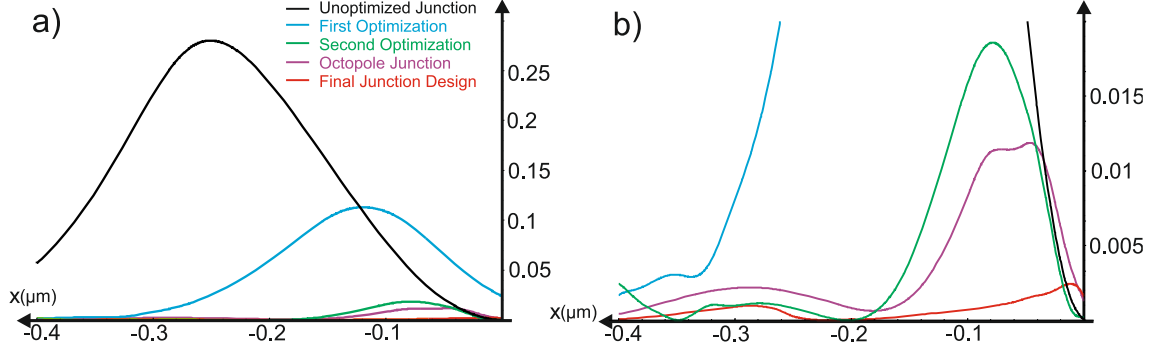 a)
Unoptimized Junction
First Optimization
Second Optimization
Octopole Junction
Final Junction Design
0.25
0.2
0.1
0.05
x(μm)
-0.4
-0.3
-0.2
-0.1
b)
0.015
0.01
0.005
x(μm)
-0.4
-0.3
-0.2
-0.1